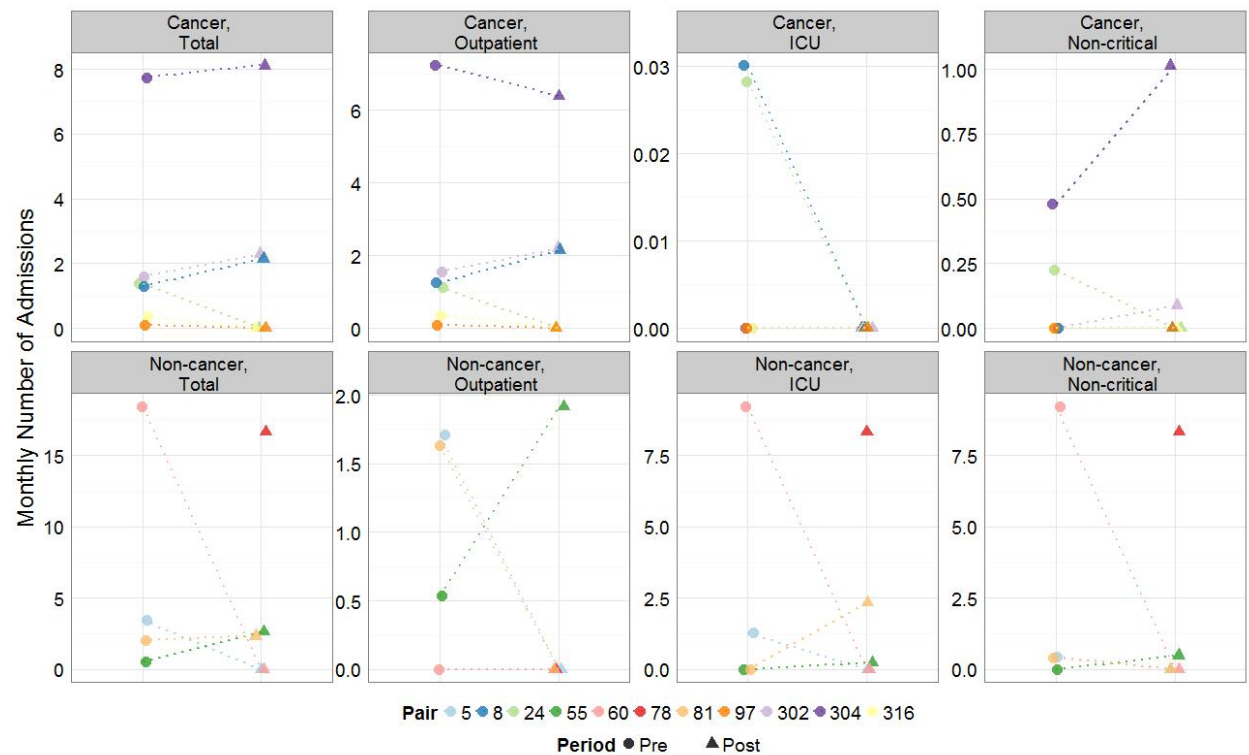 Cancer,
Total
Cancer,
Outpatient
Cancer,
ICU
Cancer,
Non-critical
8
6
4
2
0
6
4
2
0
0.03
0.02
0.01
0.00
1.00
0.75
0.50
0.25
0.00
Monthly Number of Admissions
Non-cancer,
Total
Non-cancer,
Outpatient
Non-cancer,
ICU
Non-cancer,
Non-critical
15
10
5
0
2.0
1.5
1.0
0.5
0.0
7.5
5.0
2.5
0.0
7.5
5.0
2.5
0.0
Pair 5 8 24 55 60 78 81 97 302 304 316
Period Pre Post